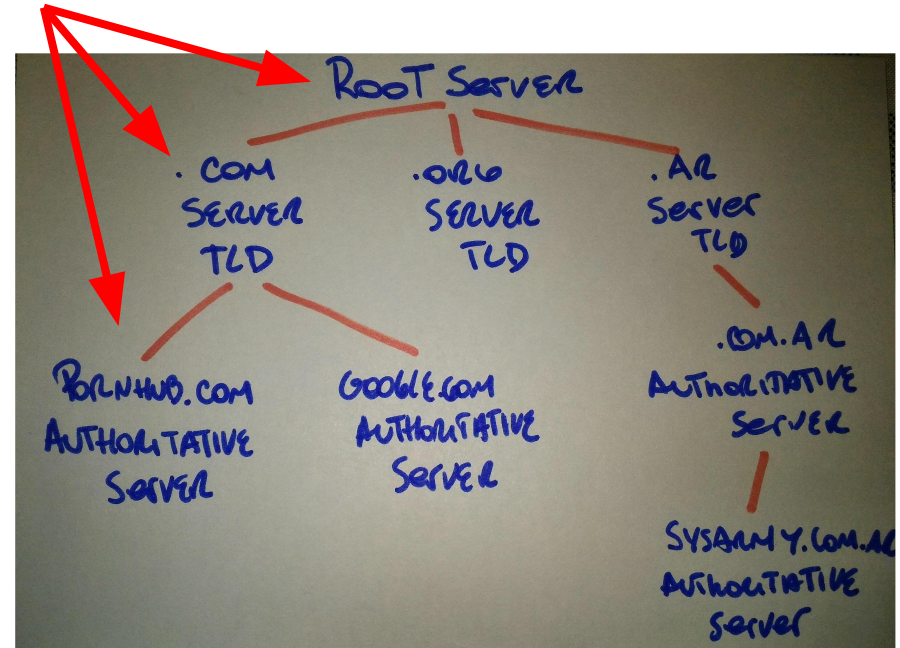 ROOT SERVER
.COM
SERVER
TLD
.ORG
SERVER
TLD
.AR
Server
TLD
PORNHUB.COM
AUTHORITATIVE
SERVER
GOOGLE.COM
AUTHORITATIVE
SERVER
.COM.AR
AUTHORITATIVE
SERVER
SYSARMY.COM.AR
AUTHORITATIVE
Server